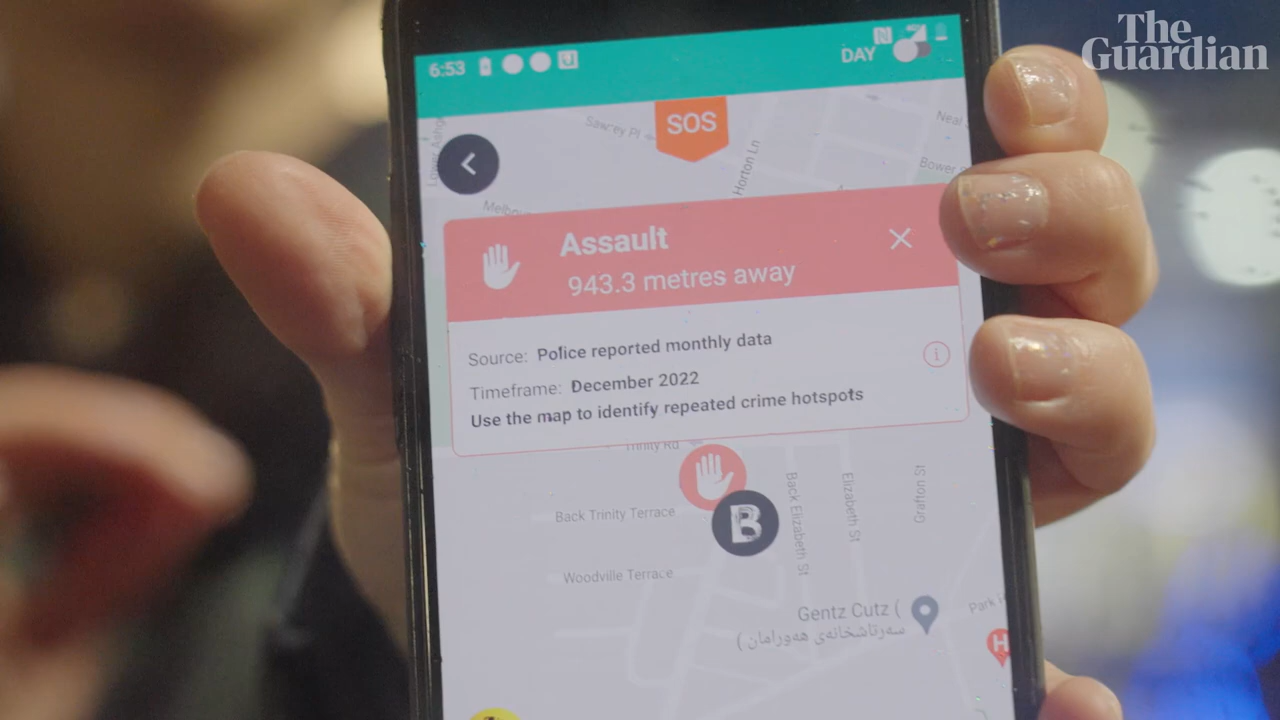 The
Guardian
6:53
DAY
SOS
Sawrey Pl
Horton Ln
Neal
Bower
Assault
943.3 metres away
Source: Police reported monthly data
Timeframe: December 2022
Use the map to identify repeated crime hotspots
Trinity Rd
B
Back Trinity Terrace
Back Elizabeth St
Elizabeth St
Grafton St
Woodville Terrace
Gentz Cutz (
سەرتاشخانەی هەورامان)
Park
H